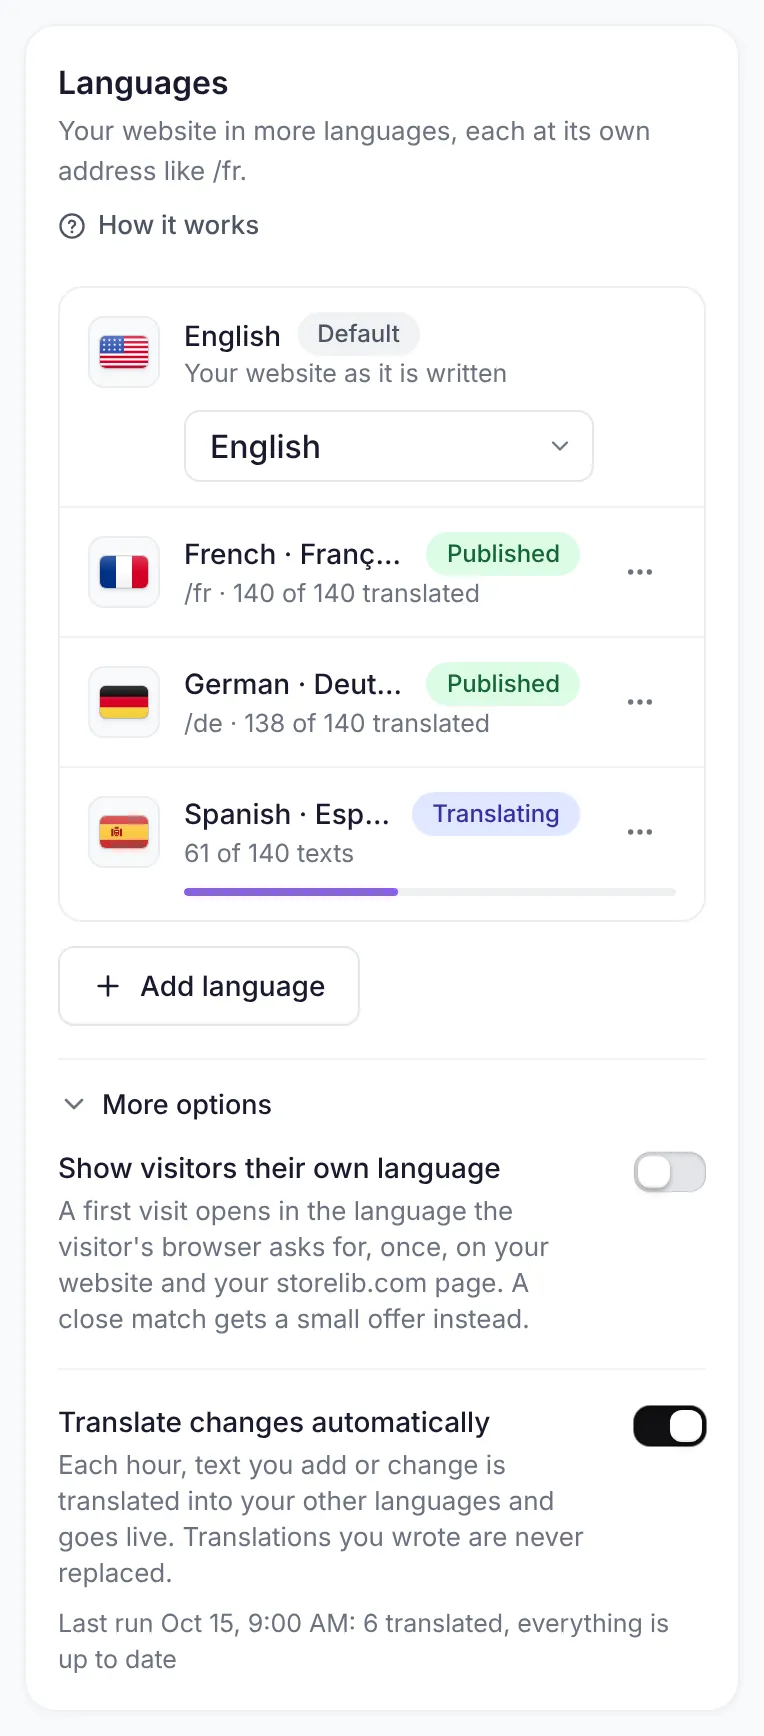 Languages
Your website in more languages, each at its own
address like /fr.
How it works
English Default
Your website as it is written
English
French · Franç... Published
/fr · 140 of 140 translated
German · Deut... Published
/de · 138 of 140 translated
Spanish · Esp... Translating
61 of 140 texts
Add language
More options
Show visitors their own language
A first visit opens in the language the
visitor's browser asks for, once, on your
website and your storelib.com page. A
close match gets a small offer instead.
Translate changes automatically
Each hour, text you add or change is
translated into your other languages and
goes live. Translations you wrote are never
replaced.
Last run Oct 15, 9:00 AM: 6 translated, everything is
up to date